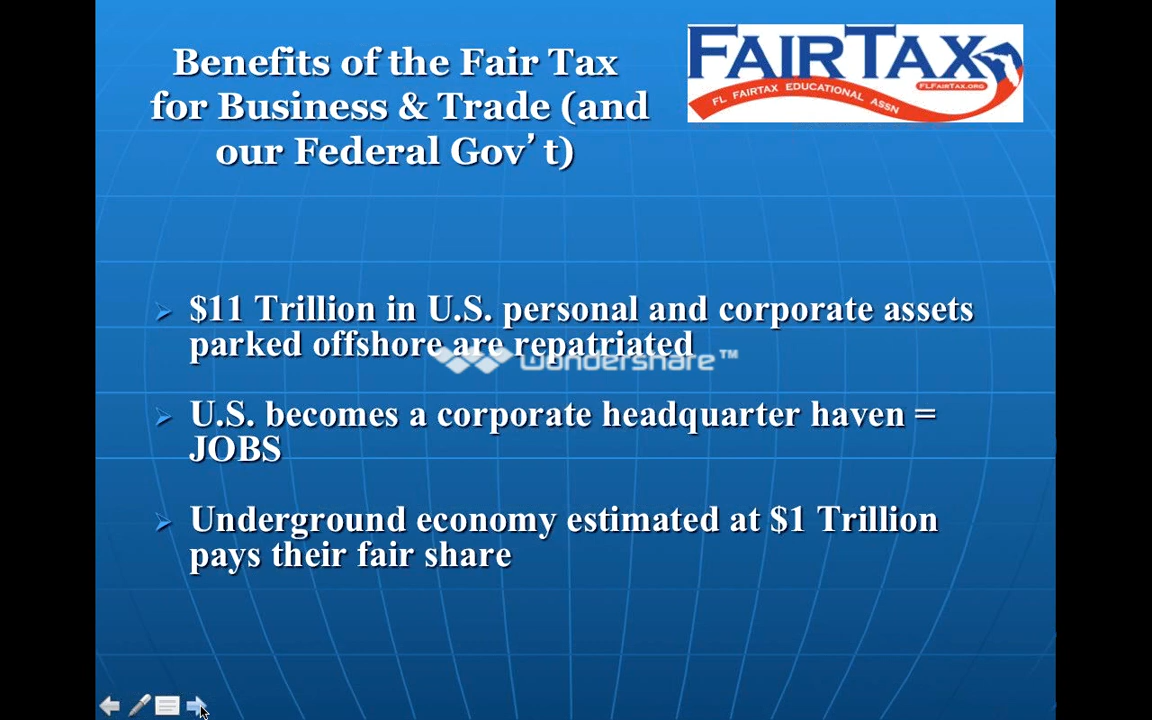 Benefits of the Fair Tax
for Business & Trade (and
our Federal Gov’t)
FAIRTAX
FL FAIRTAX EDUCATIONAL ASSN
FLFAIRTAX.ORG
$11 Trillion in U.S. personal and corporate assets
parked offshore are repatriated
wondershare™
U.S. becomes a corporate headquarter haven =
JOBS
Underground economy estimated at $1 Trillion
pays their fair share